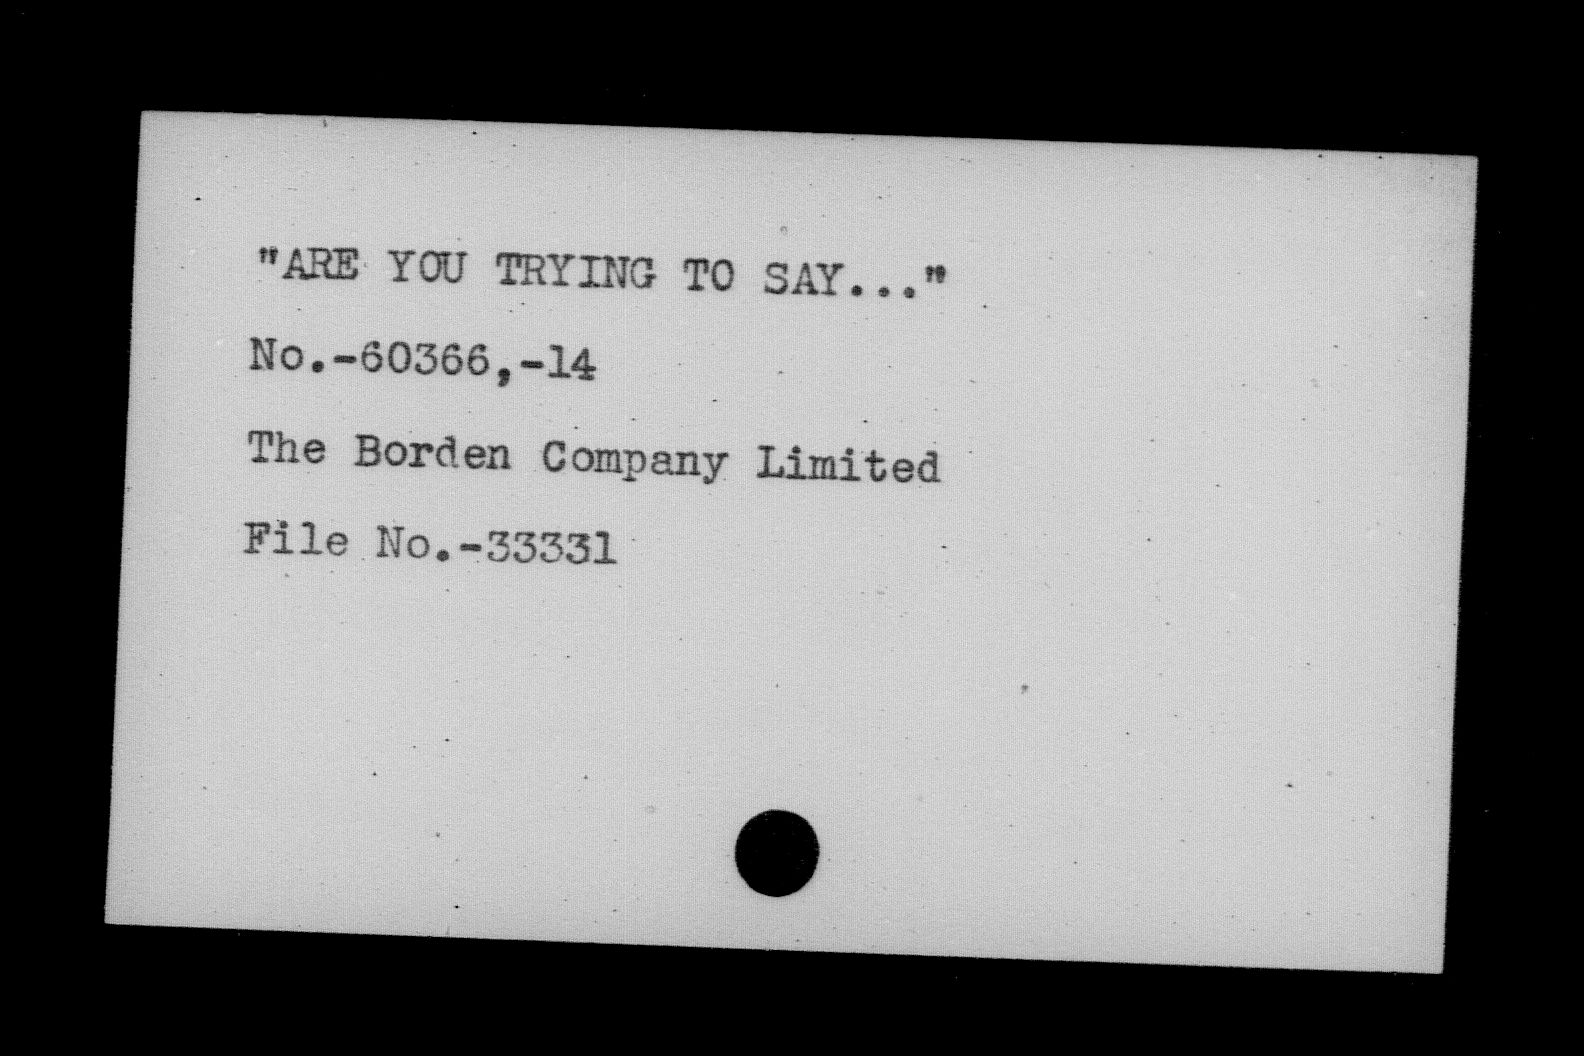 "ARE YOU TRYING TO SAY..."
No.-60366,-14
The Borden Company Limited
File No.-33331